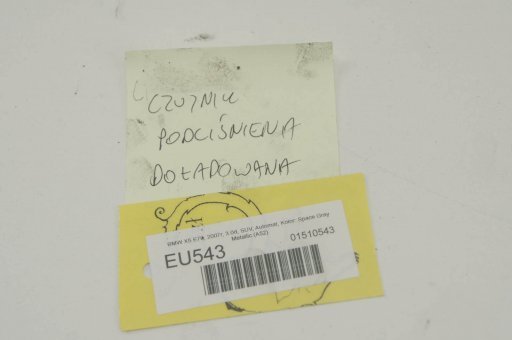 CZUJNIK
PODCIŚNIENIA
DOŁADOWANIA
BMW X5 E70, 2007r, 3.0d, SUV, Automat, Kolor: Space Gray
Metallic (A52)
EU543
01510543